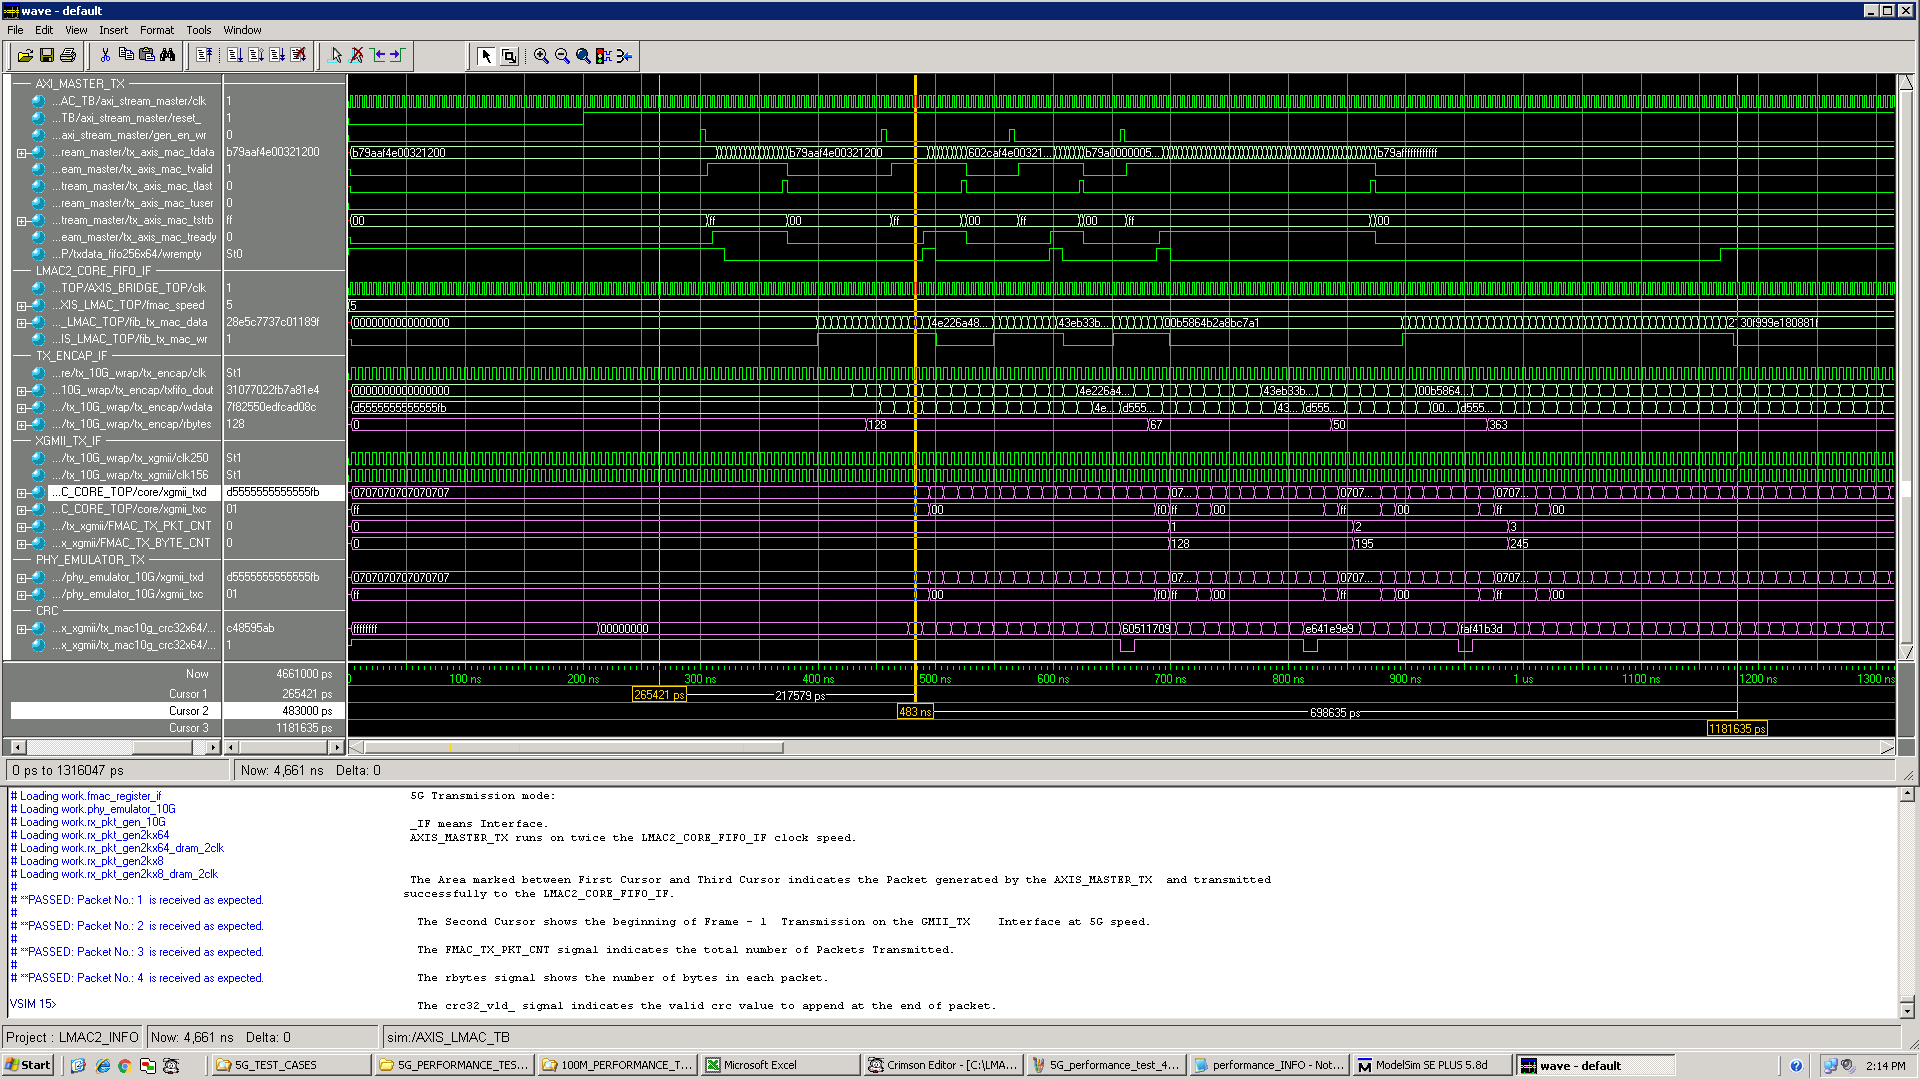 wave - default
File Edit View Insert Format Tools Window
AXI_MASTER_TX
...AC_TB/axi_stream_master/clk 1
...TB/axi_stream_master/reset_ 1
...axi_stream_master/gen_en_wr 0
...ream_master/tx_axis_mac_tdata b79aaf4e00321200 b79aaf4e00321200 b79aaf4e00321200 602caf4e00321... b79a0000005... b79affffffffffff
...eam_master/tx_axis_mac_tvalid 1
...tream_master/tx_axis_mac_tlast 0
...ream_master/tx_axis_mac_tuser 0
...tream_master/tx_axis_mac_tstrb ff 00 ff 00 ff 00 ff 00 ff 00
...eam_master/tx_axis_mac_tready 0
...P/txdata_fifo256x64/wrempty St0
LMAC2_CORE_FIFO_IF
...TOP/AXIS_BRIDGE_TOP/clk 1
...XIS_LMAC_TOP/fmac_speed 5 5
..._LMAC_TOP/fib_tx_mac_data 28e5c7737c01189f 0000000000000000 4e226a48... 43eb33b... 00b5864b2a8bc7a1 2 30f999e180881f
...IS_LMAC_TOP/fib_tx_mac_wr 1
TX_ENCAP_IF
...re/tx_10G_wrap/tx_encap/clk St1
...10G_wrap/tx_encap/txfifo_dout 31077022fb7a81e4 0000000000000000 4e226a4... 43eb33b... 00b5864...
.../tx_10G_wrap/tx_encap/wdata 7f82550edfcad08c d5555555555555fb 4e... d555... 43... d555... 00... d555...
.../tx_10G_wrap/tx_encap/rbytes 128 0 128 67 50 363
XGMII_TX_IF
.../tx_10G_wrap/tx_xgmii/clk250 St1
.../tx_10G_wrap/tx_xgmii/clk156 St1
...C_CORE_TOP/core/xgmii_txd d5555555555555fb 0707070707070707 07... 0707... 0707...
...C_CORE_TOP/core/xgmii_txc 01 ff 00 f0 ff 00 ff 00 ff 00
.../tx_xgmii/FMAC_TX_PKT_CNT 0 0 1 2 3
...x_xgmii/FMAC_TX_BYTE_CNT 0 0 128 195 245
PHY_EMULATOR_TX
.../phy_emulator_10G/xgmii_txd d5555555555555fb 0707070707070707 07... 0707... 0707...
.../phy_emulator_10G/xgmii_txc 01 ff 00 f0 ff 00 ff 00 ff 00
CRC
...x_xgmii/tx_mac10g_crc32x64/... c48595ab ffffffff 00000000 60511709 e641e9e9 faf41b3d
...x_xgmii/tx_mac10g_crc32x64/... 1
Now 4661000 ps 0 100 ns 200 ns 300 ns 400 ns 500 ns 600 ns 700 ns 800 ns 900 ns 1 us 1100 ns 1200 ns 1300 ns
Cursor 1 265421 ps 265421 ps 217579 ps
Cursor 2 483000 ps 483 ns 698635 ps
Cursor 3 1181635 ps 1181635 ps
0 ps to 1316047 ps Now: 4,661 ns Delta: 0
# Loading work.fmac_register_if
# Loading work.phy_emulator_10G
# Loading work.rx_pkt_gen_10G
# Loading work.rx_pkt_gen2kx64
# Loading work.rx_pkt_gen2kx64_dram_2clk
# Loading work.rx_pkt_gen2kx8
# Loading work.rx_pkt_gen2kx8_dram_2clk
#
# **PASSED: Packet No.: 1 is received as expected.
#
# **PASSED: Packet No.: 2 is received as expected.
#
# **PASSED: Packet No.: 3 is received as expected.
#
# **PASSED: Packet No.: 4 is received as expected.
VSIM 15>
5G Transmission mode:
_IF means Interface.
AXIS_MASTER_TX runs on twice the LMAC2_CORE_FIFO_IF clock speed.
The Area marked between First Cursor and Third Cursor indicates the Packet generated by the AXIS_MASTER_TX and transmitted
successfully to the LMAC2_CORE_FIFO_IF.
The Second Cursor shows the beginning of Frame - 1 Transmission on the GMII_TX Interface at 5G speed.
The FMAC_TX_PKT_CNT signal indicates the total number of Packets Transmitted.
The rbytes signal shows the number of bytes in each packet.
The crc32_vld_ signal indicates the valid crc value to append at the end of packet.
Project : LMAC2_INFO Now: 4,661 ns Delta: 0 sim:/AXIS_LMAC_TB
Start 5G_TEST_CASES 5G_PERFORMANCE_TES... 100M_PERFORMANCE_T... Microsoft Excel Crimson Editor - [C:\LMA... 5G_performance_test_4... performance_INFO - Not... ModelSim SE PLUS 5.8d wave - default 2:14 PM